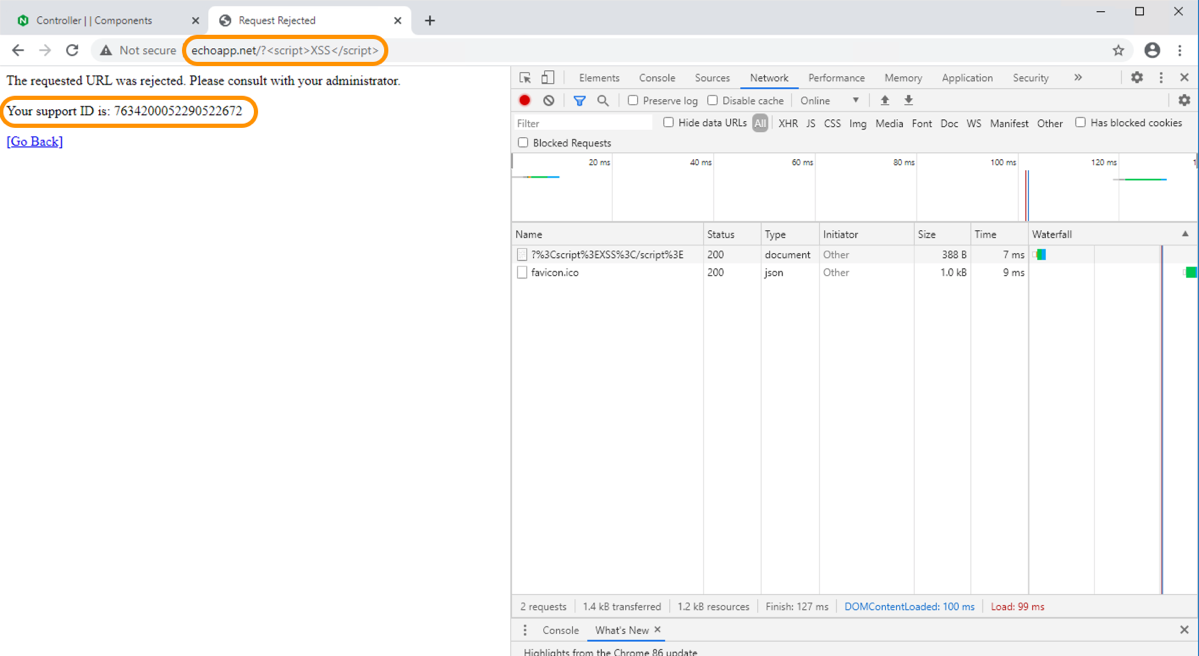 Controller | | Components
Request Rejected
Not secure echoapp.net/?<script>XSS</script>
The requested URL was rejected. Please consult with your administrator.
Your support ID is: 7634200052290522672
[Go Back]
Elements Console Sources Network Performance Memory Application Security »
Preserve log Disable cache Online
Filter Hide data URLs All XHR JS CSS Img Media Font Doc WS Manifest Other Has blocked cookies
Blocked Requests
20 ms 40 ms 60 ms 80 ms 100 ms 120 ms 1
Name Status Type Initiator Size Time Waterfall
?%3Cscript%3EXSS%3C/script%3E 200 document Other 388 B 7 ms
favicon.ico 200 json Other 1.0 kB 9 ms
2 requests 1.4 kB transferred 1.2 kB resources Finish: 127 ms DOMContentLoaded: 100 ms Load: 99 ms
Console What's New
Highlights from the Chrome 86 update